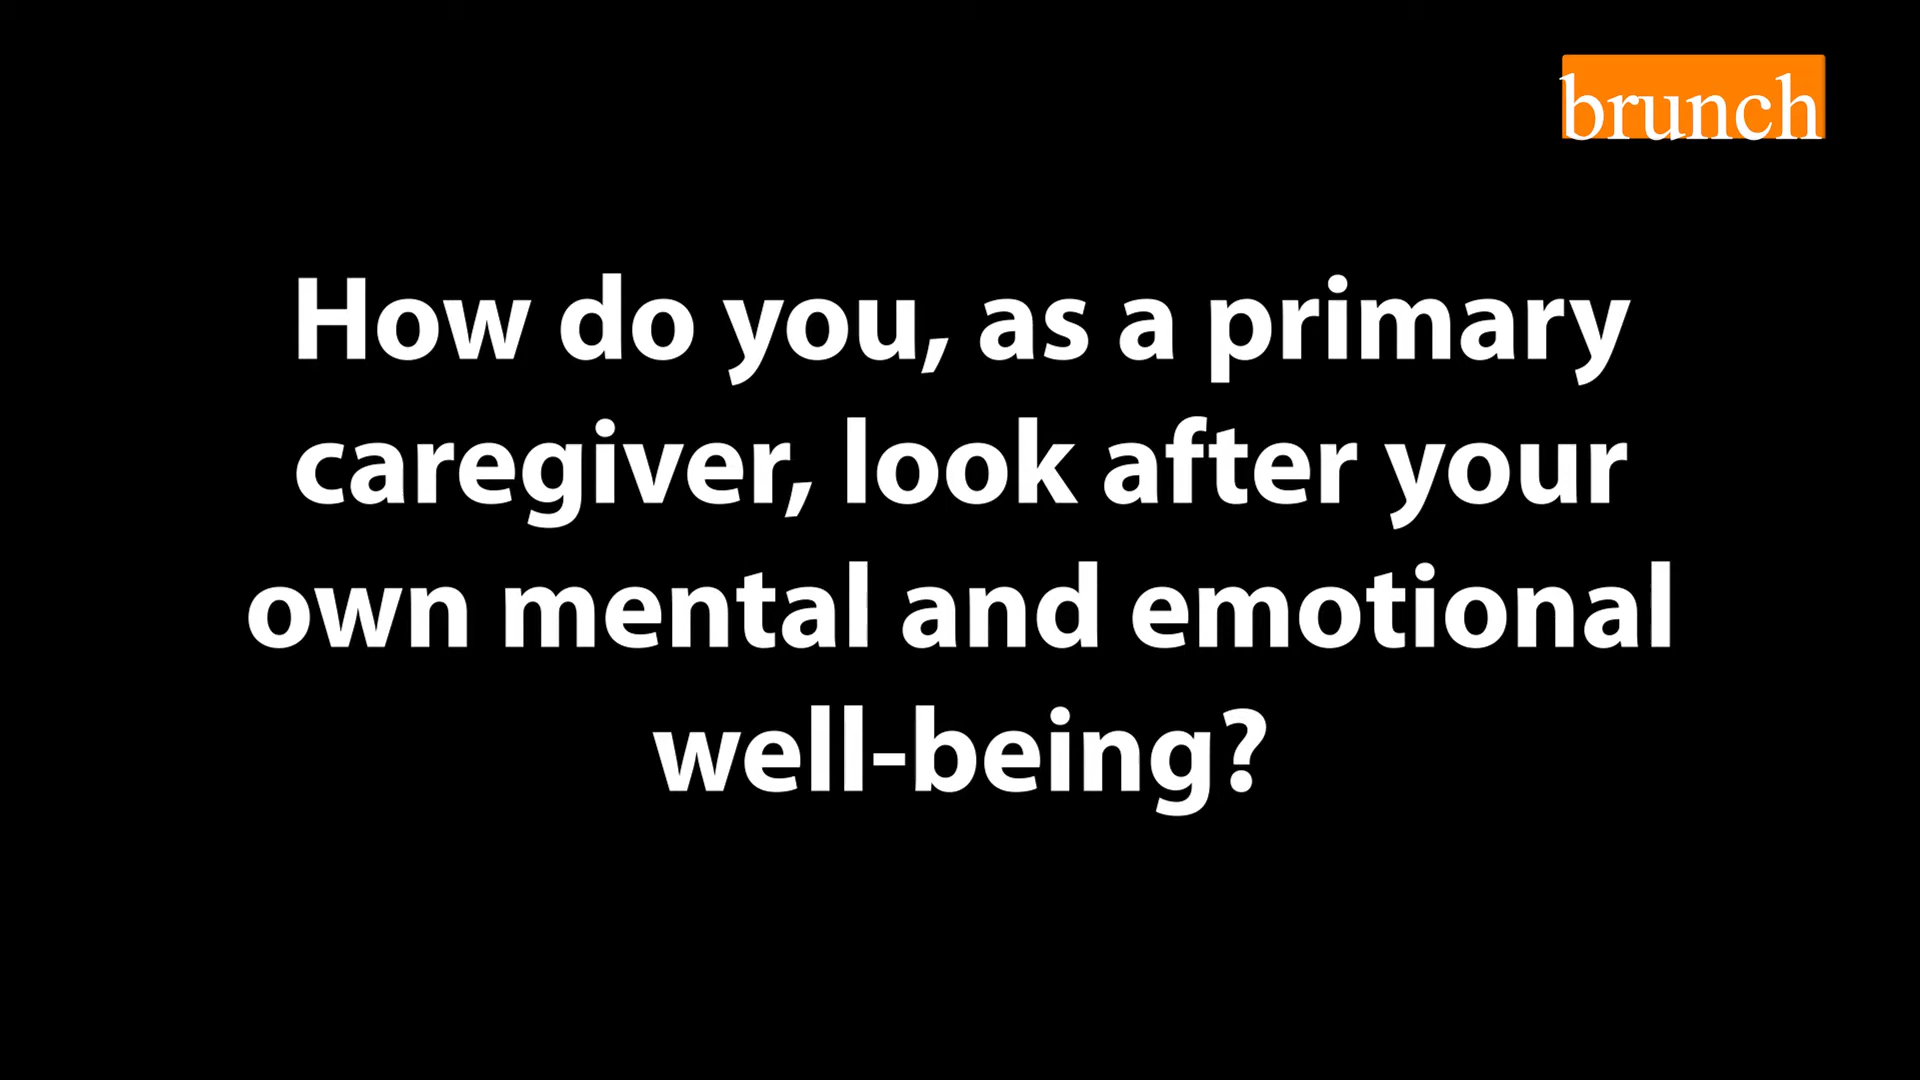 brunch
How do you, as a primary
caregiver, look after your
own mental and emotional
well-being?